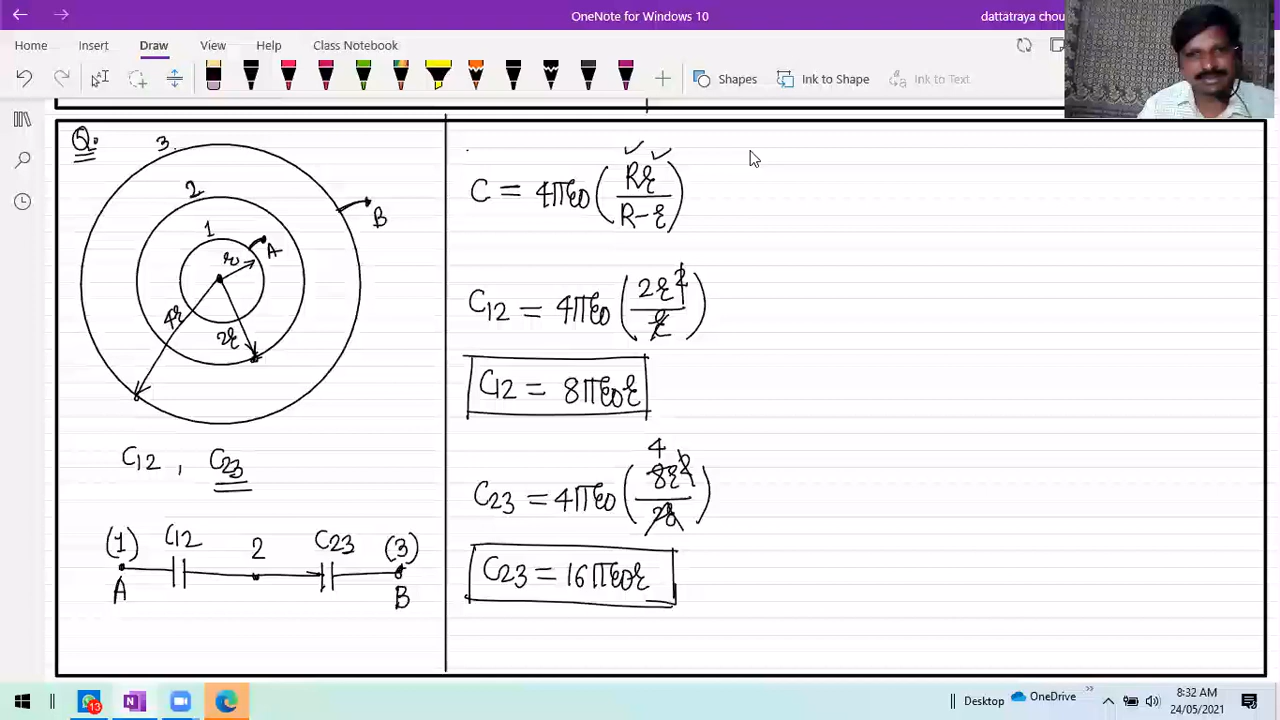 OneNote for Windows 10
dattatraya chou
Home Insert Draw View Help Class Notebook
Shapes Ink to Shape Ink to Text
Q.
3.
2
1
B
A
r
4r
2r
C12 , C23
(1) C12 2 C23 (3)
A B
C = 4πε0 (Rr / R-r)
C12 = 4πε0 (2r² / r)
C12 = 8πε0r
4
C23 = 4πε0 (8r² / 2r)
C23 = 16πε0r
13
Desktop OneDrive
8:32 AM
24/05/2021